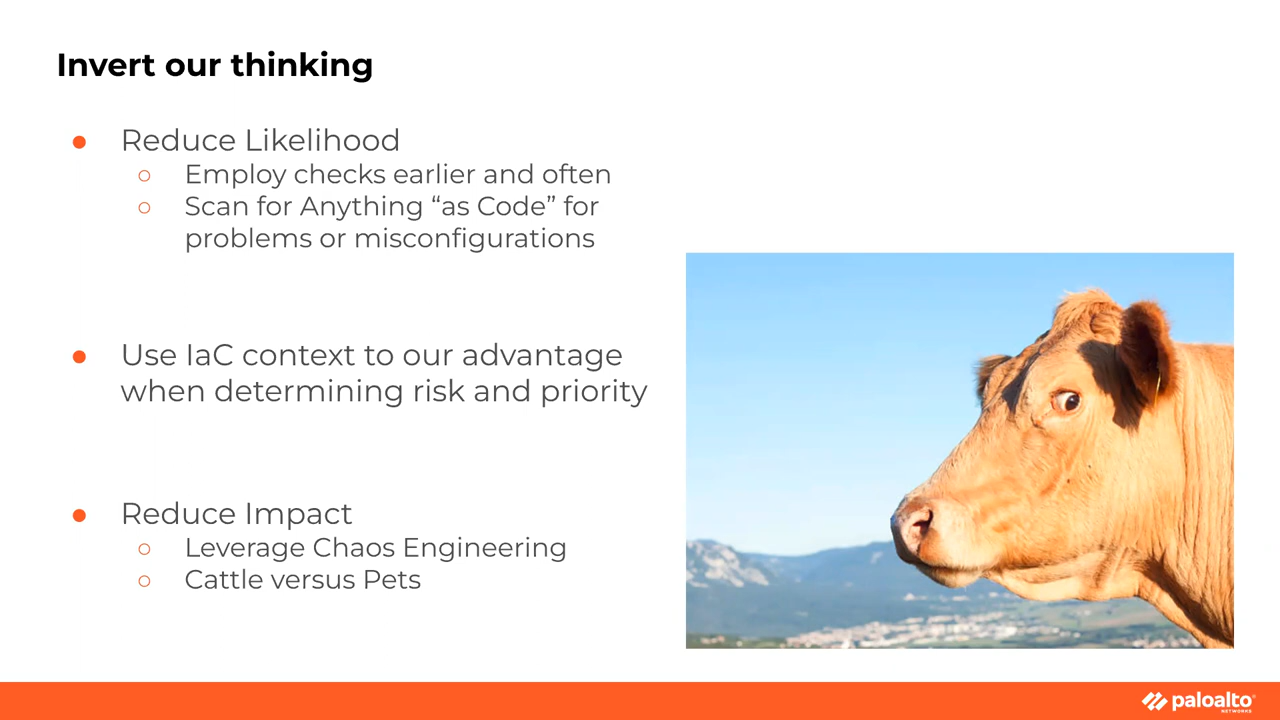 Invert our thinking
● Reduce Likelihood
○ Employ checks earlier and often
○ Scan for Anything “as Code” for
problems or misconfigurations
● Use IaC context to our advantage
when determining risk and priority
● Reduce Impact
○ Leverage Chaos Engineering
○ Cattle versus Pets
paloalto®
NETWORKS